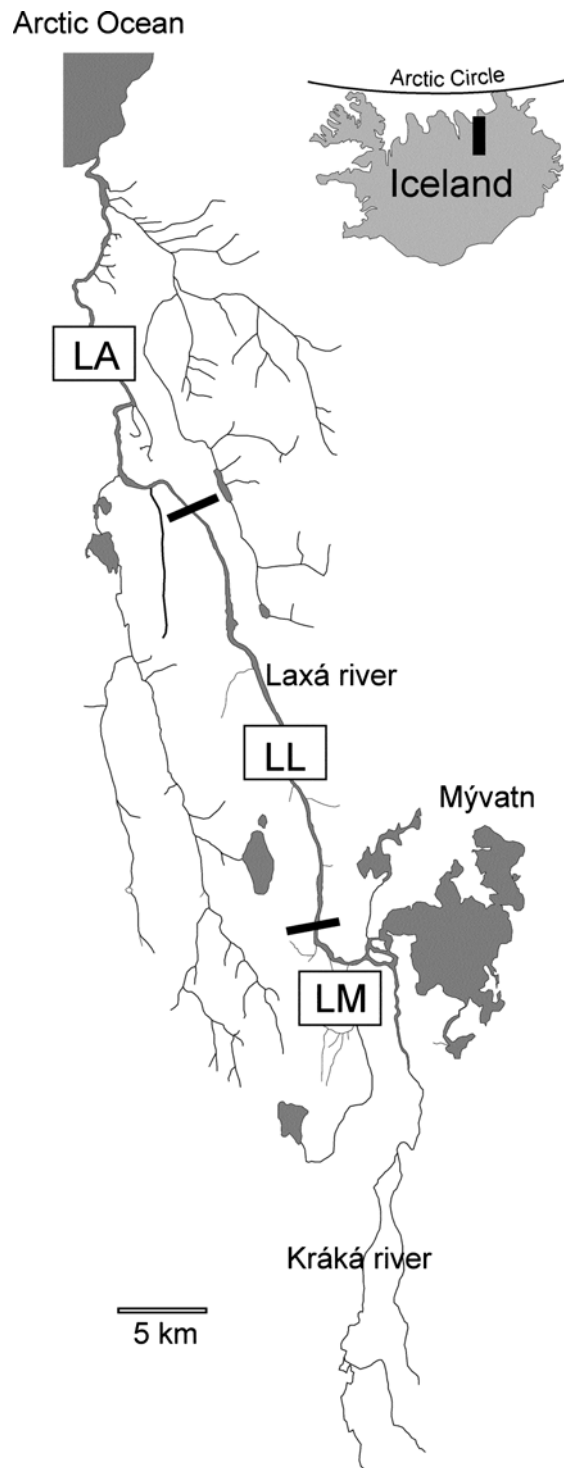 Arctic Ocean
Arctic Circle
Iceland
LA
Laxá river
LL
Mývatn
LM
Kráká river
5 km